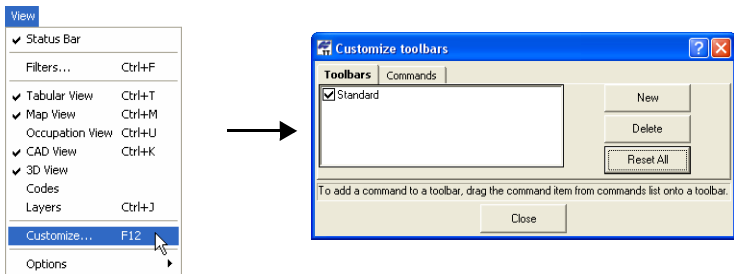 View
Status Bar
Filters... Ctrl+F
Tabular View Ctrl+T
Map View Ctrl+M
Occupation View Ctrl+U
CAD View Ctrl+K
3D View
Codes
Layers Ctrl+J
Customize... F12
Options
Customize toolbars
Toolbars Commands
Standard
New
Delete
Reset All
To add a command to a toolbar, drag the command item from commands list onto a toolbar.
Close